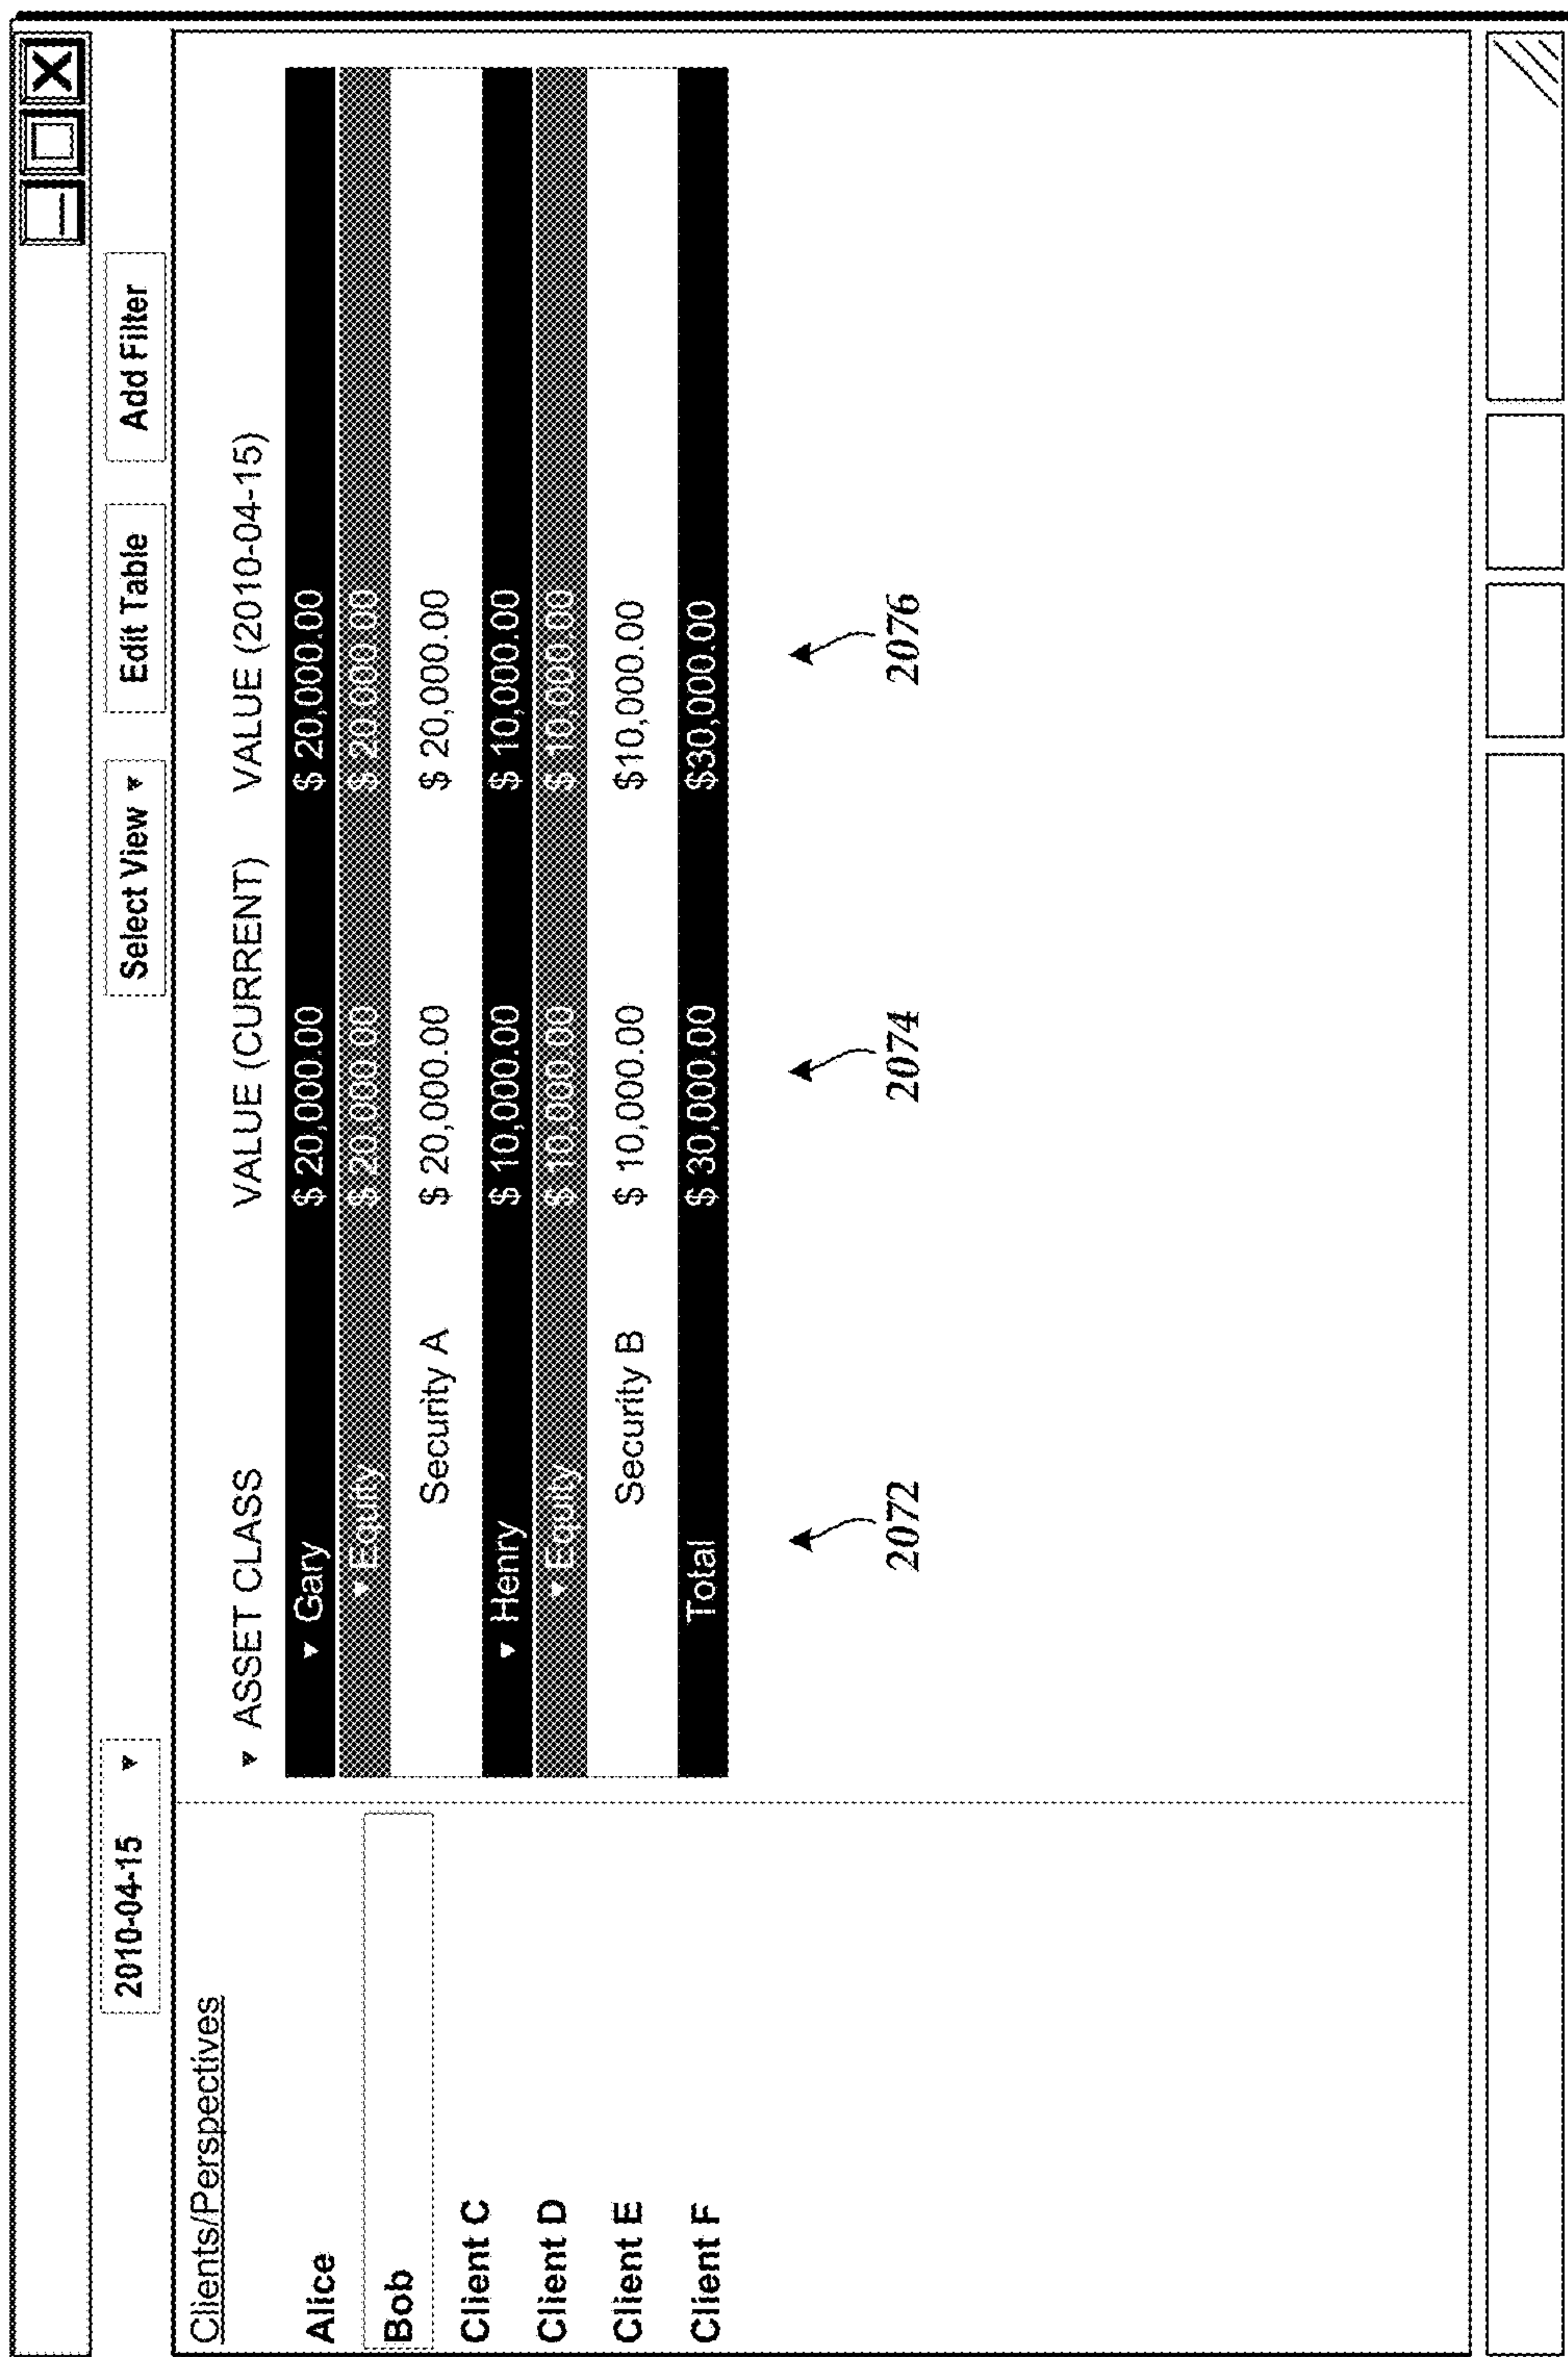 2010-04-15 ▼ Select View ▼ Edit Table Add Filter
Clients/Perspectives
Alice
Bob
Client C
Client D
Client E
Client F
▼ ASSET CLASS VALUE (CURRENT) VALUE (2010-04-15)
▼ Gary $ 20,000.00 $ 20,000.00
▼ Equity $ 20,000.00 $ 20,000.00
Security A $ 20,000.00 $ 20,000.00
▼ Henry $ 10,000.00 $ 10,000.00
▼ Equity $ 10,000.00 $ 10,000.00
Security B $ 10,000.00 $10,000.00
Total $ 30,000.00 $30,000.00
2072 2074 2076